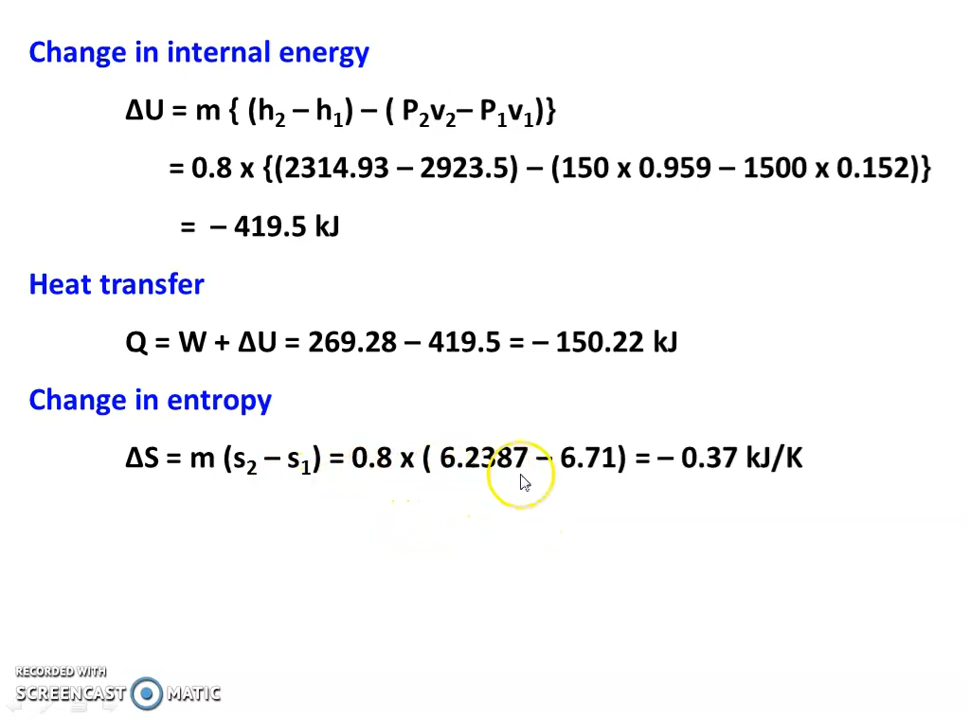 Change in internal energy
ΔU = m { (h₂ – h₁) – ( P₂v₂– P₁v₁)}
= 0.8 x {(2314.93 – 2923.5) – (150 x 0.959 – 1500 x 0.152)}
= – 419.5 kJ
Heat transfer
Q = W + ΔU = 269.28 – 419.5 = – 150.22 kJ
Change in entropy
ΔS = m (s₂ – s₁) = 0.8 x ( 6.2387 – 6.71) = – 0.37 kJ/K
RECORDED WITH
SCREENCAST MATIC